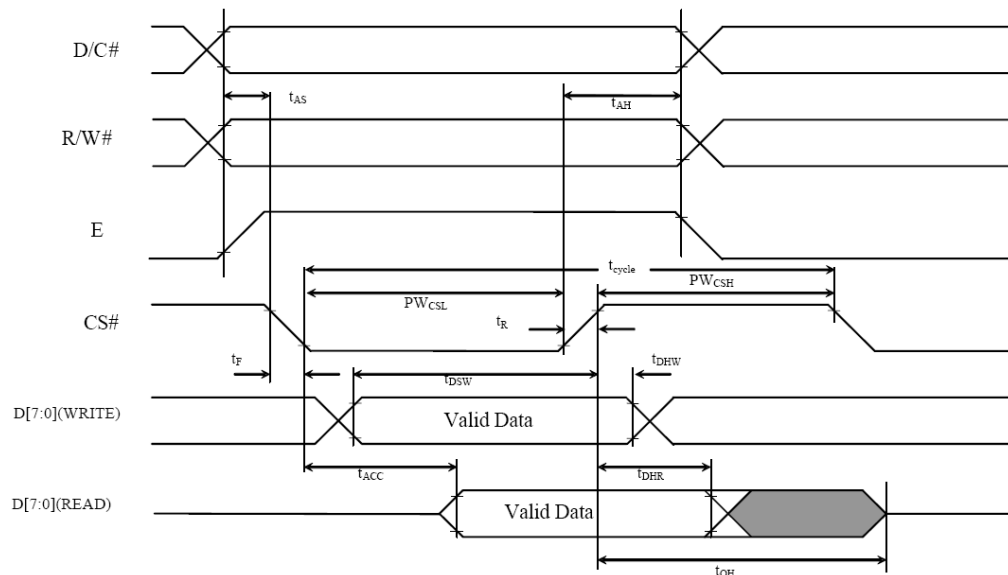 D/C#
tAS
tAH
R/W#
E
tcycle
PWCSL
PWCSH
CS#
tR
tF
tDSW
tDHW
D[7:0](WRITE)
Valid Data
tACC
tDHR
D[7:0](READ)
Valid Data
tOH